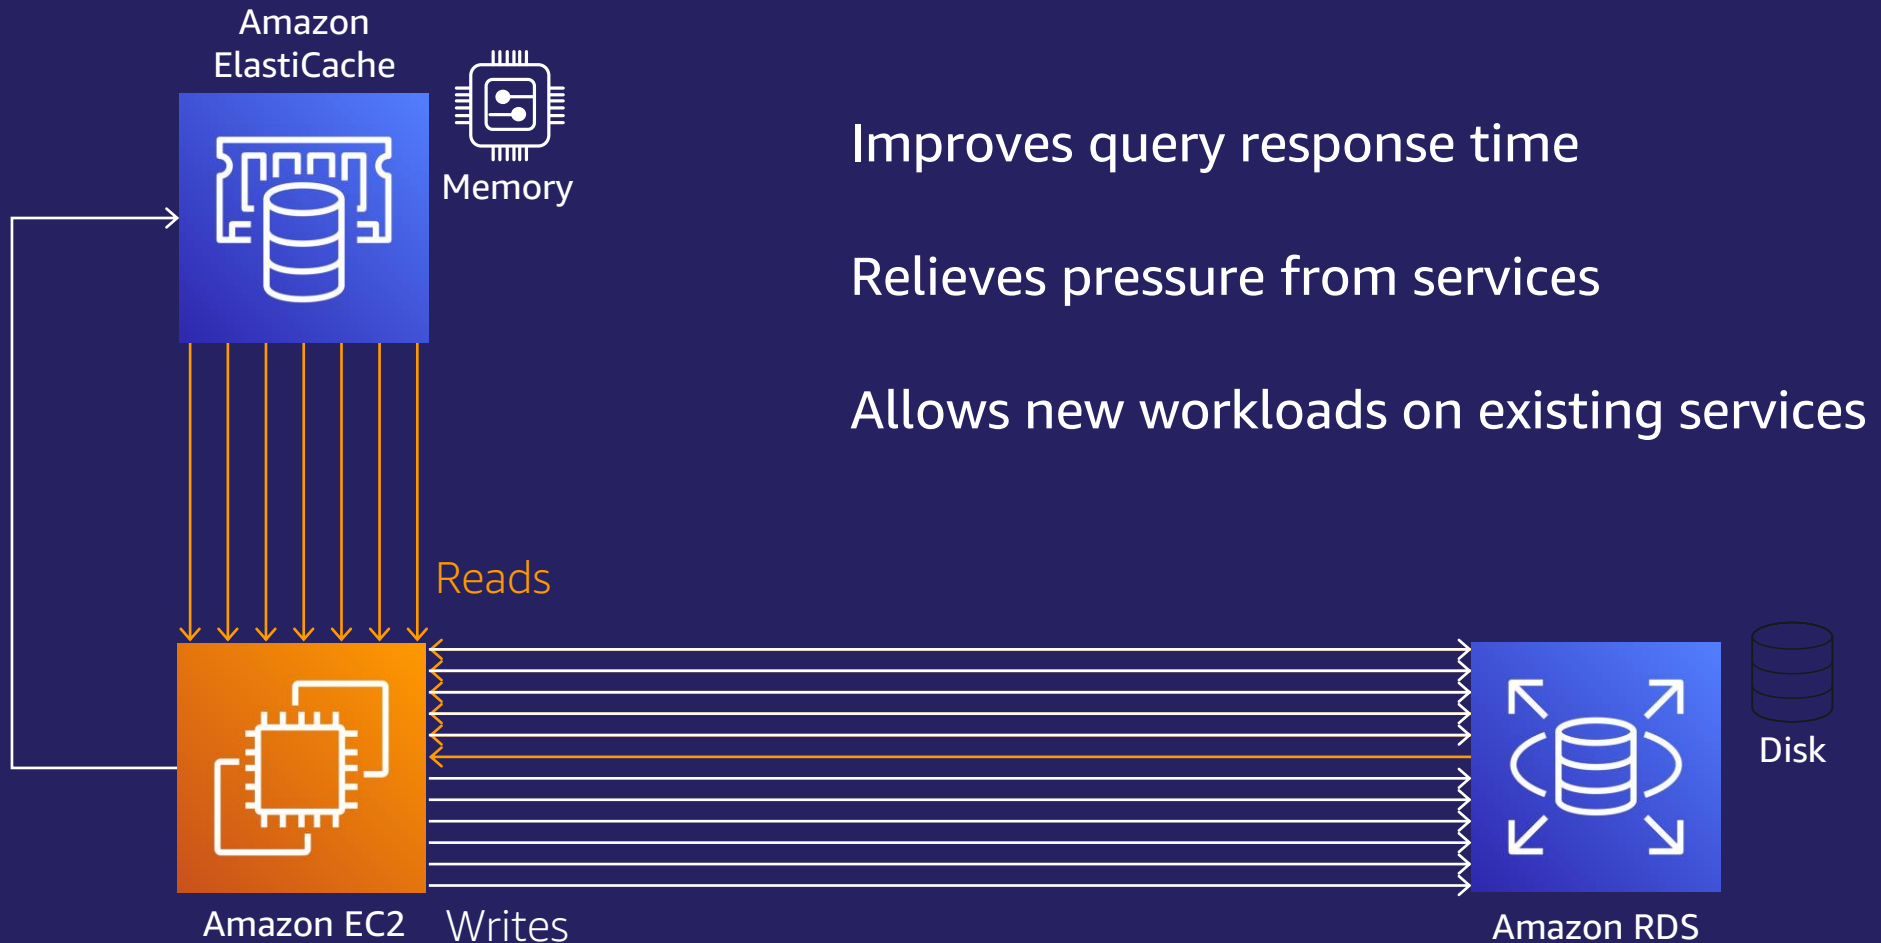 Amazon
ElastiCache
Memory
Improves query response time
Relieves pressure from services
Allows new workloads on existing services
Reads
Disk
Amazon EC2
Writes
Amazon RDS